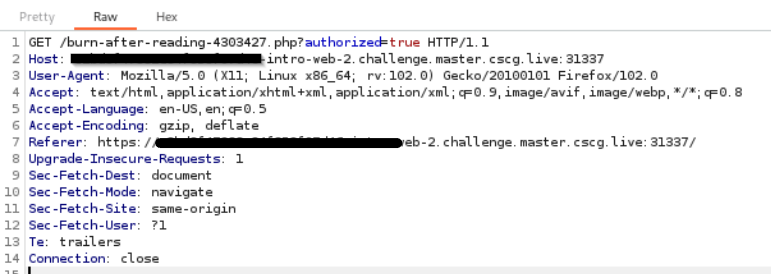 Pretty Raw Hex
1 GET /burn-after-reading-4303427.php?authorized=true HTTP/1.1
2 Host: -intro-web-2.challenge.master.cscg.live:31337
3 User-Agent: Mozilla/5.0 (X11; Linux x86_64; rv:102.0) Gecko/20100101 Firefox/102.0
4 Accept: text/html,application/xhtml+xml,application/xml;q=0.9,image/avif,image/webp,*/*;q=0.8
5 Accept-Language: en-US,en;q=0.5
6 Accept-Encoding: gzip, deflate
7 Referer: https:// web-2.challenge.master.cscg.live:31337/
8 Upgrade-Insecure-Requests: 1
9 Sec-Fetch-Dest: document
10 Sec-Fetch-Mode: navigate
11 Sec-Fetch-Site: same-origin
12 Sec-Fetch-User: ?1
13 Te: trailers
14 Connection: close
15